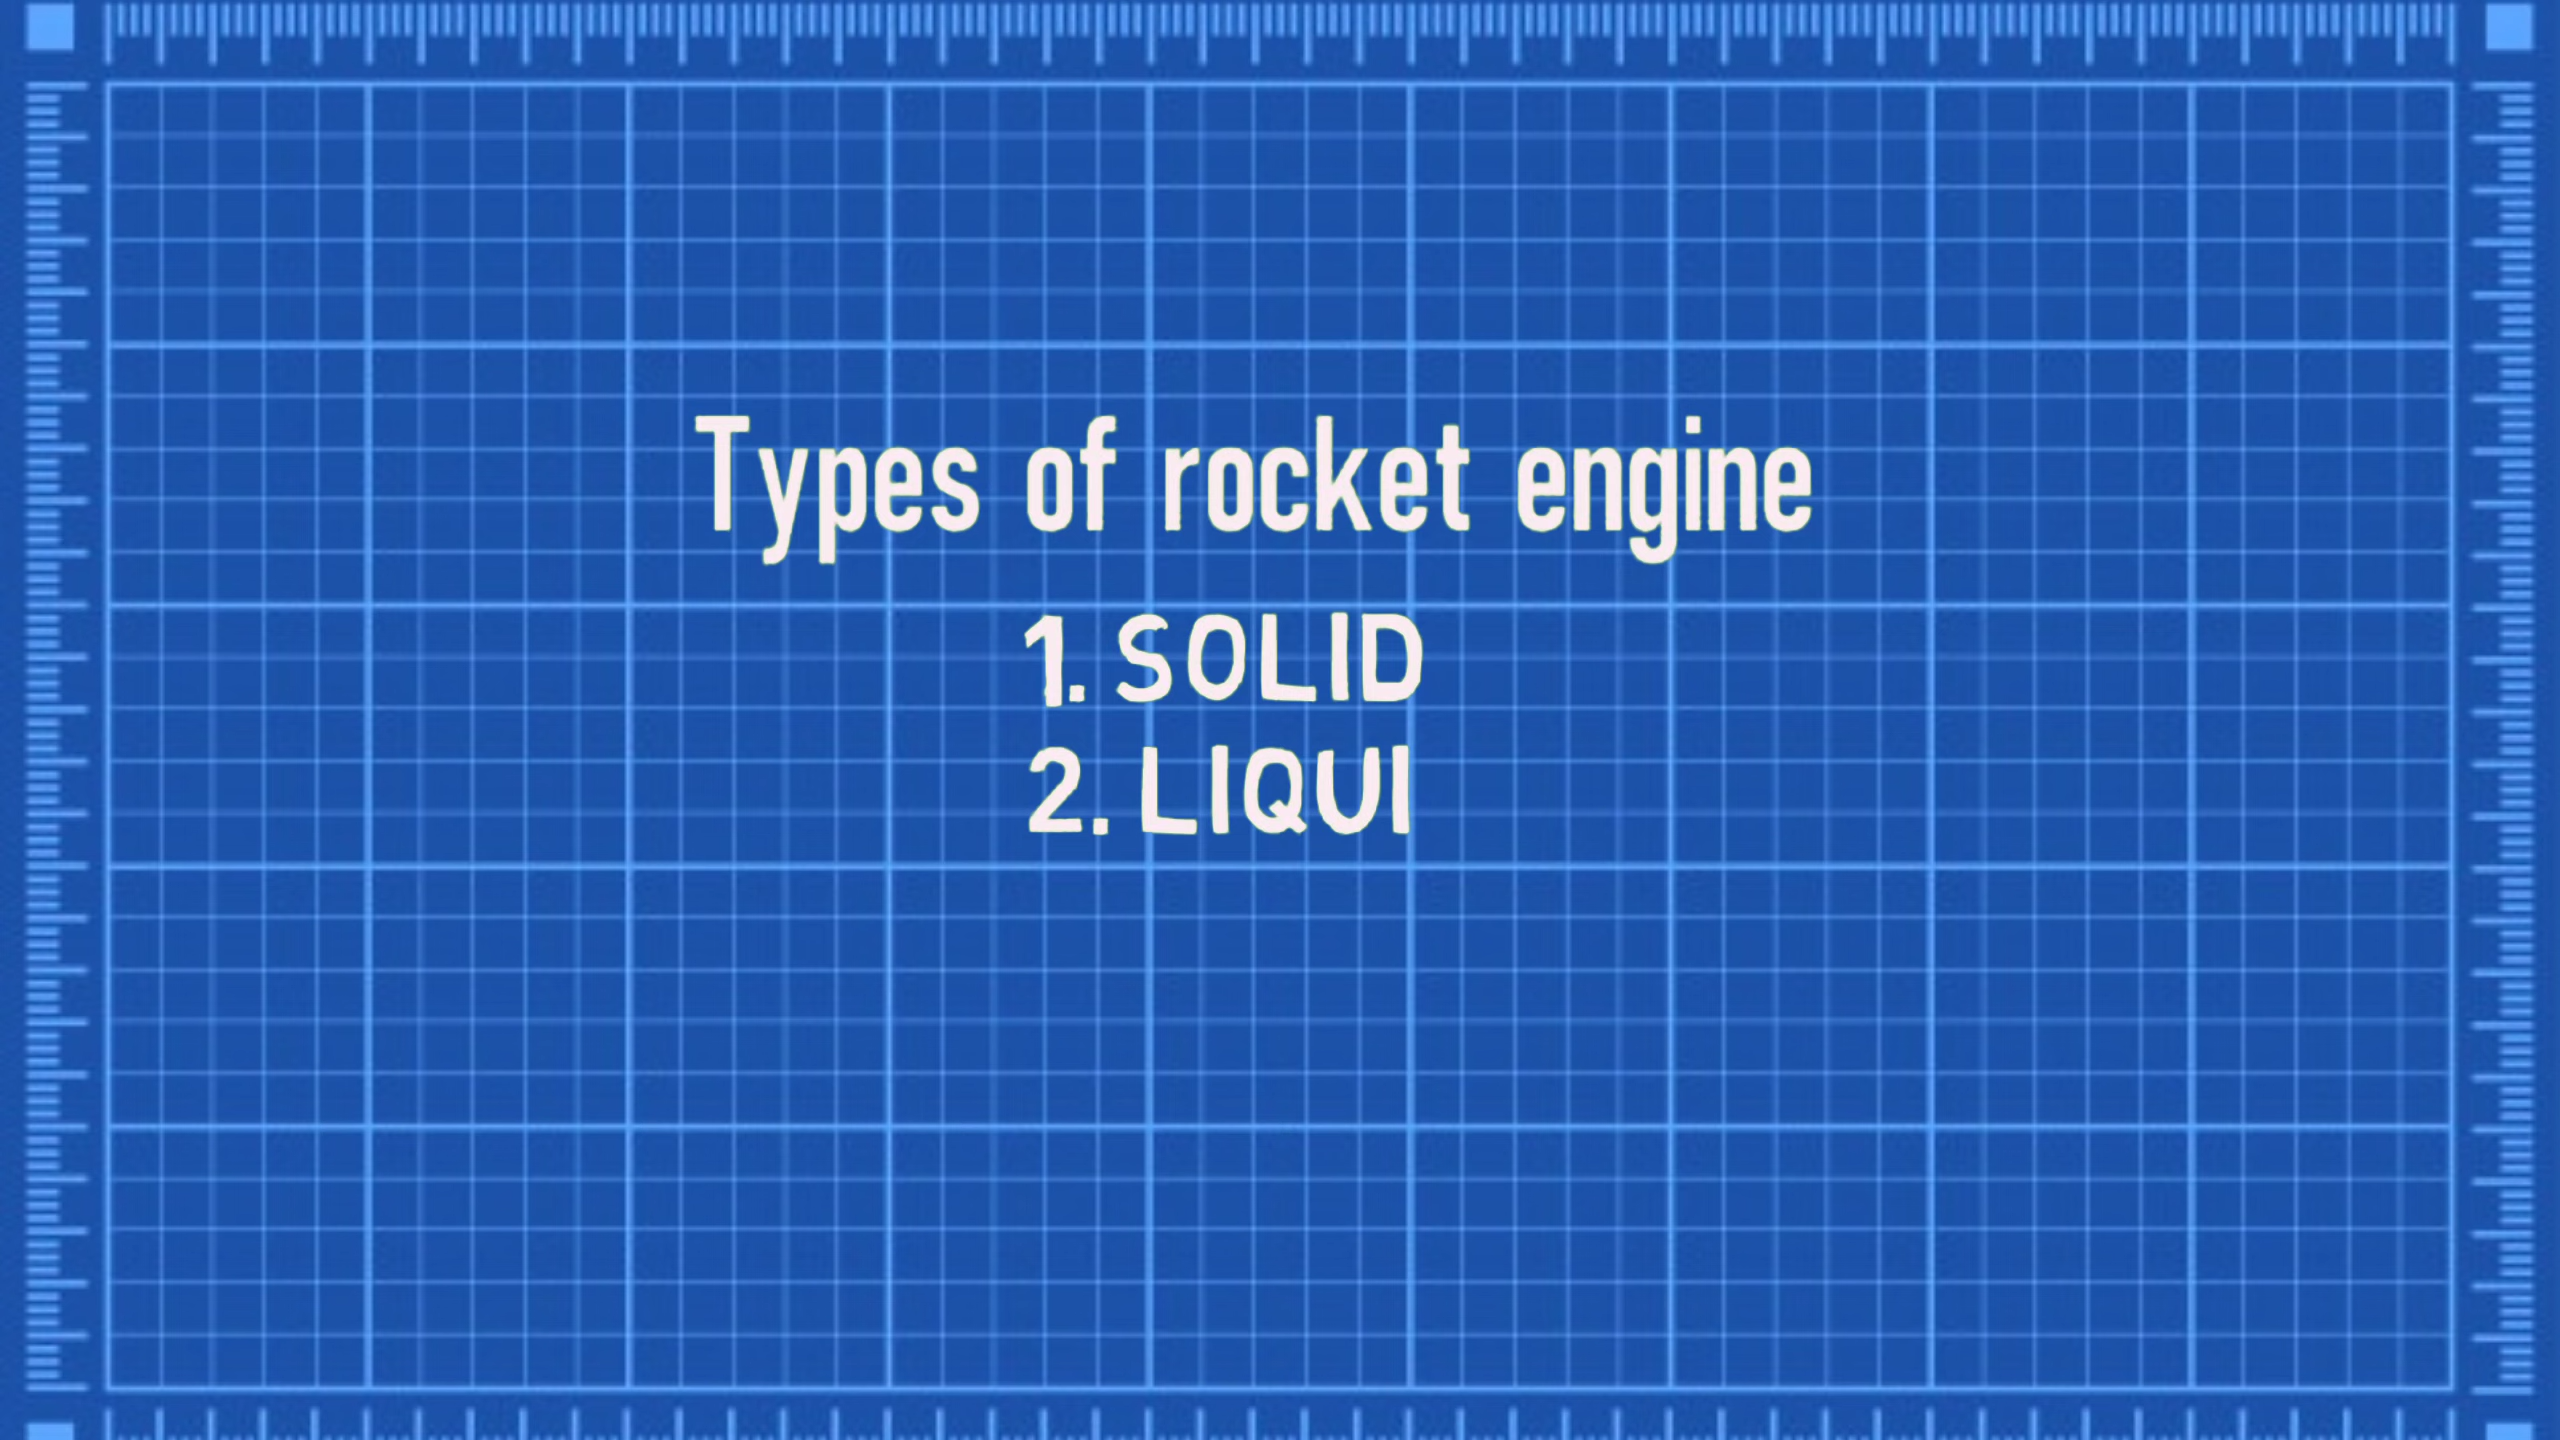 Types of rocket engine
1. SOLID
2. LIQUI